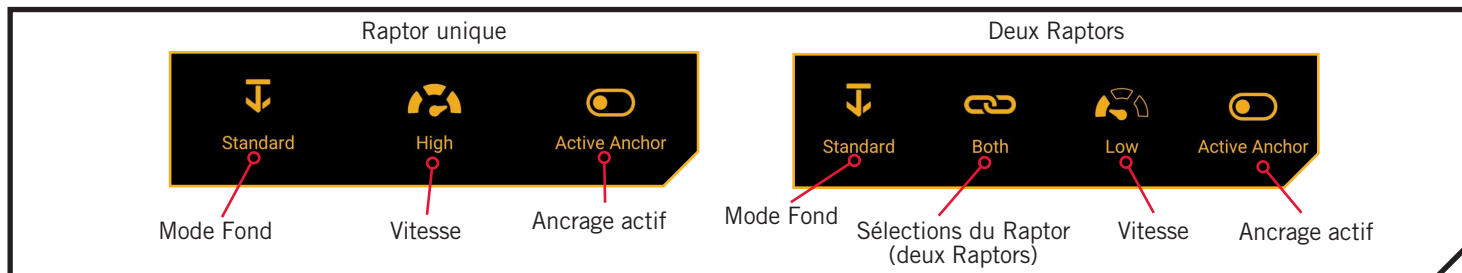 Raptor unique
Standard
High
Active Anchor
Mode Fond
Vitesse
Ancrage actif
Deux Raptors
Standard
Both
Low
Active Anchor
Mode Fond
Sélections du Raptor
(deux Raptors)
Vitesse
Ancrage actif